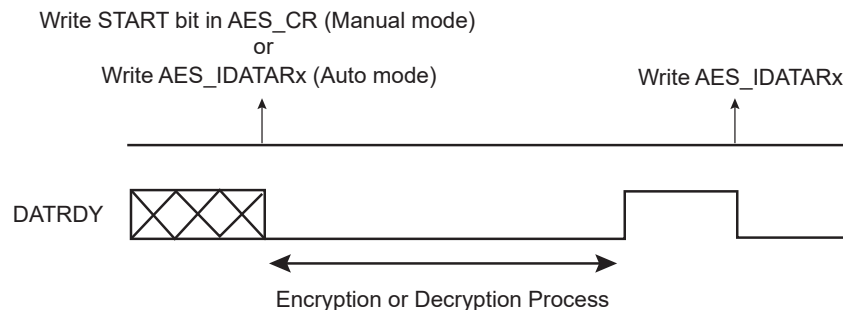 Write START bit in AES_CR (Manual mode)
or
Write AES_IDATARx (Auto mode)
Write AES_IDATARx
DATRDY
Encryption or Decryption Process